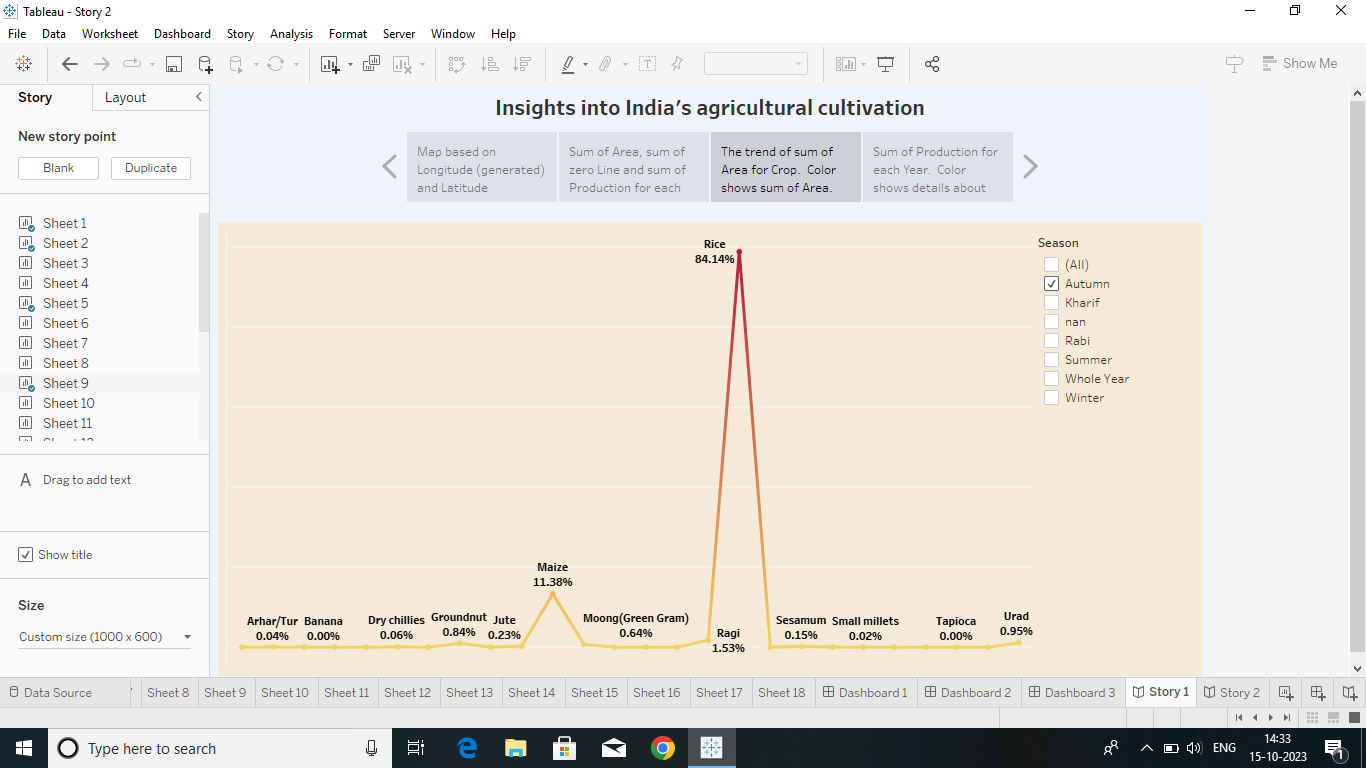 Tableau - Story 2
File Data Worksheet Dashboard Story Analysis Format Server Window Help
Show Me
Story Layout
New story point
Blank Duplicate
Sheet 1
Sheet 2
Sheet 3
Sheet 4
Sheet 5
Sheet 6
Sheet 7
Sheet 8
Sheet 9
Sheet 10
Sheet 11
A Drag to add text
Show title
Size
Custom size (1000 x 600)
Insights into India's agricultural cultivation
Map based on
Longitude (generated)
and Latitude
Sum of Area, sum of
zero Line and sum of
Production for each
The trend of sum of
Area for Crop. Color
shows sum of Area.
Sum of Production for
each Year. Color
shows details about
Rice
84.14%
Maize
11.38%
Arhar/Tur
0.04%
Banana
0.00%
Dry chillies
0.06%
Groundnut
0.84%
Jute
0.23%
Moong(Green Gram)
0.64%
Ragi
1.53%
Sesamum
0.15%
Small millets
0.02%
Tapioca
0.00%
Urad
0.95%
Season
(All)
Autumn
Kharif
nan
Rabi
Summer
Whole Year
Winter
Data Source Sheet 8 Sheet 9 Sheet 10 Sheet 11 Sheet 12 Sheet 13 Sheet 14 Sheet 15 Sheet 16 Sheet 17 Sheet 18 Dashboard 1 Dashboard 2 Dashboard 3 Story 1 Story 2
Type here to search
ENG
14:33
15-10-2023
1